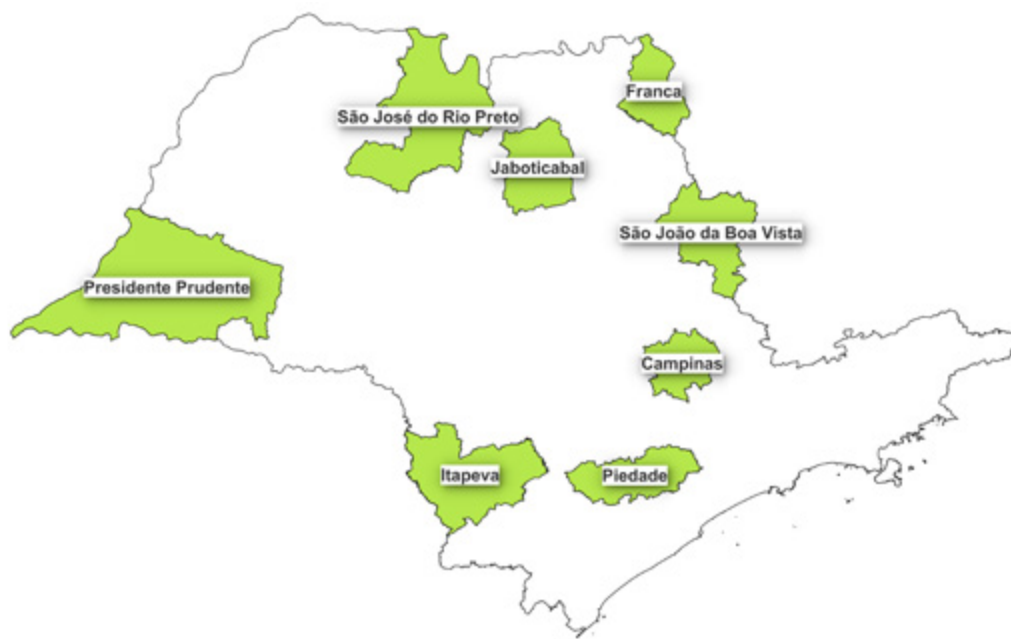 Franca
São José do Rio Preto
Jaboticabal
São João da Boa Vista
Presidente Prudente
Campinas
Itapeva
Piedade